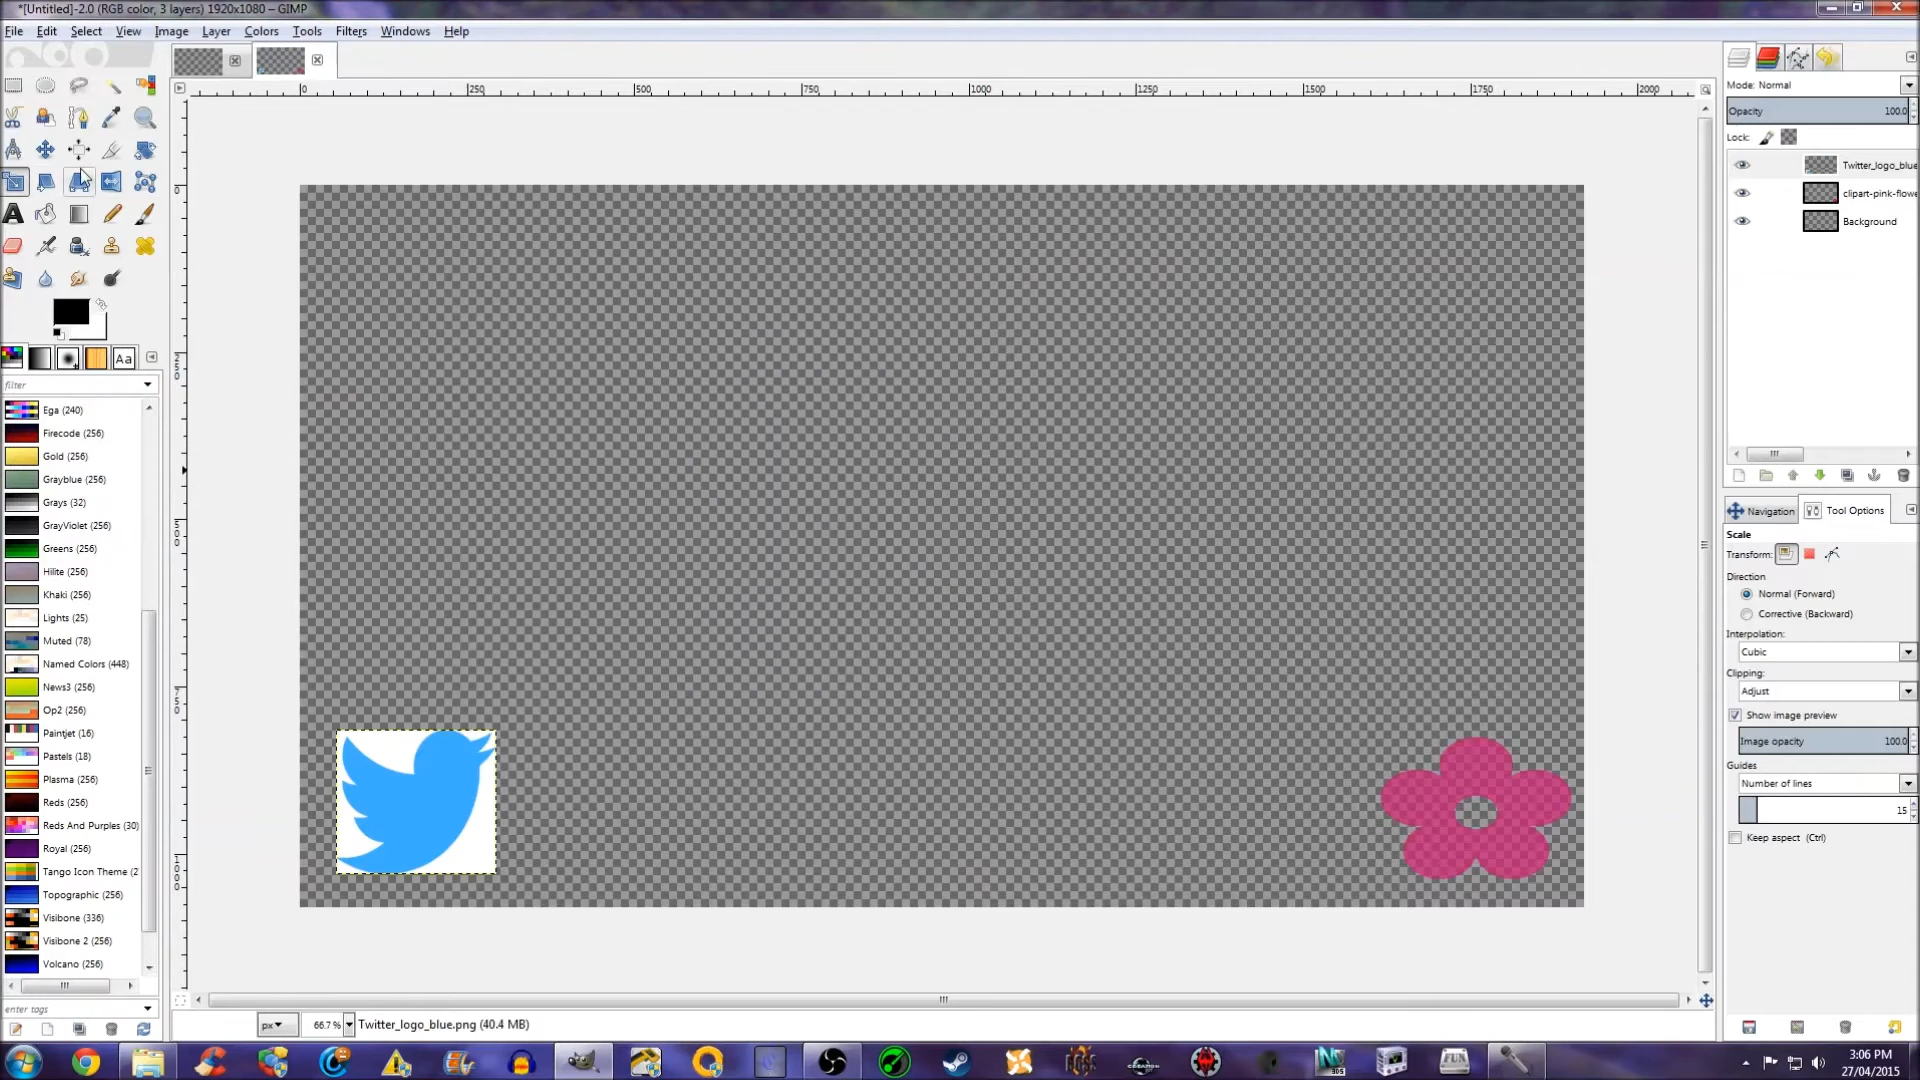 *[Untitled]-2.0 (RGB color, 3 layers) 1920x1080 – GIMP
File Edit Select View Image Layer Colors Tools Filters Windows Help
Mode: Normal
Opacity 100.0
Lock:
Twitter_logo_blue
clipart-pink-flowe
Background
0 250 500 750 1000 1250 1500 1750 2000
0
250
500
750
1000
A
Aa
filter
Ega (240)
Firecode (256)
Gold (256)
Grayblue (256)
Grays (32)
GrayViolet (256)
Greens (256)
Hilite (256)
Khaki (256)
Lights (25)
Muted (78)
Named Colors (448)
News3 (256)
Op2 (256)
Paintjet (16)
Pastels (18)
Plasma (256)
Reds (256)
Reds And Purples (30)
Royal (256)
Tango Icon Theme (2
Topographic (256)
Visibone (336)
Visibone 2 (256)
Volcano (256)
enter tags
Navigation Tool Options
Scale
Transform:
Direction
Normal (Forward)
Corrective (Backward)
Interpolation:
Cubic
Clipping:
Adjust
Show image preview
Image opacity 100.0
Guides
Number of lines
15
Keep aspect (Ctrl)
px 66.7 % Twitter_logo_blue.png (40.4 MB)
3:06 PM
27/04/2015